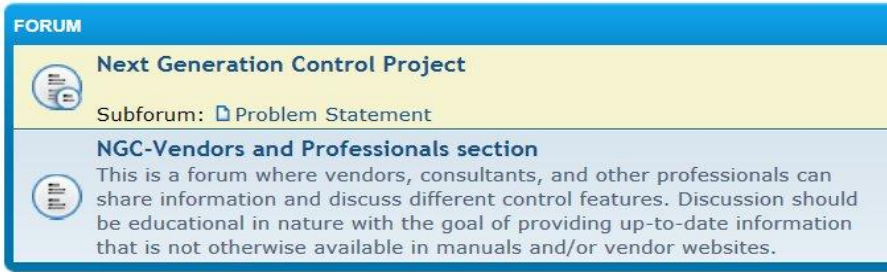 FORUM
Next Generation Control Project
Subforum: Problem Statement
NGC-Vendors and Professionals section
This is a forum where vendors, consultants, and other professionals can
share information and discuss different control features. Discussion should
be educational in nature with the goal of providing up-to-date information
that is not otherwise available in manuals and/or vendor websites.